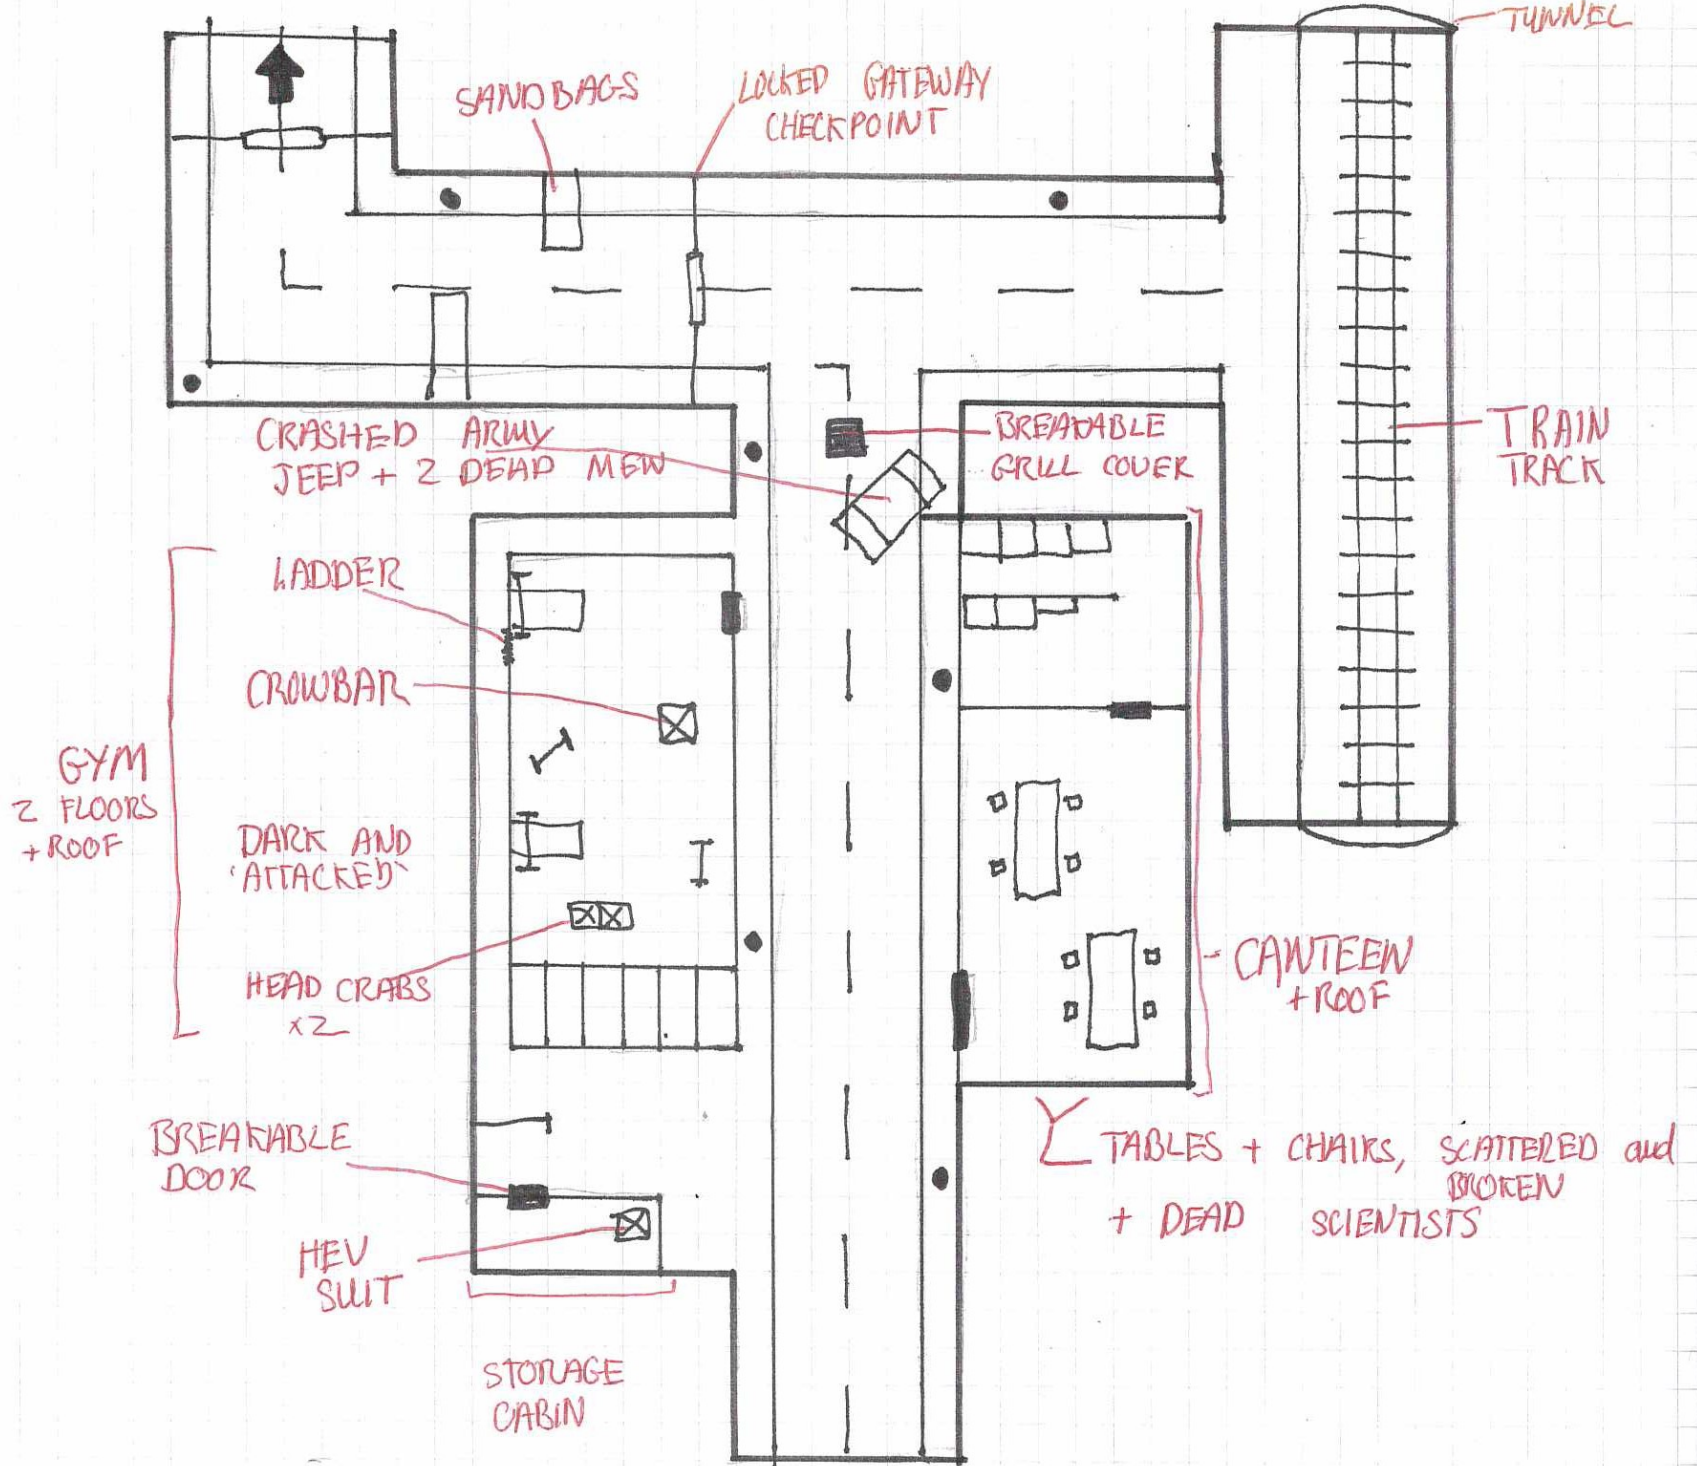 TUNNEL
SANDBAGS
LOCKED GATEWAY
CHECKPOINT
CRASHED ARMY
JEEP + 2 DEAD MEN
BREAKABLE
GRILL COVER
TRAIN
TRACK
LADDER
CROWBAR
GYM
2 FLOORS
+ ROOF
DARK AND
'ATTACKED'
HEAD CRABS
x2
CANTEEN
+ ROOF
BREAKABLE
DOOR
TABLES + CHAIRS, SCATTERED and
BROKEN
+ DEAD SCIENTISTS
HEV
SUIT
STORAGE
CABIN